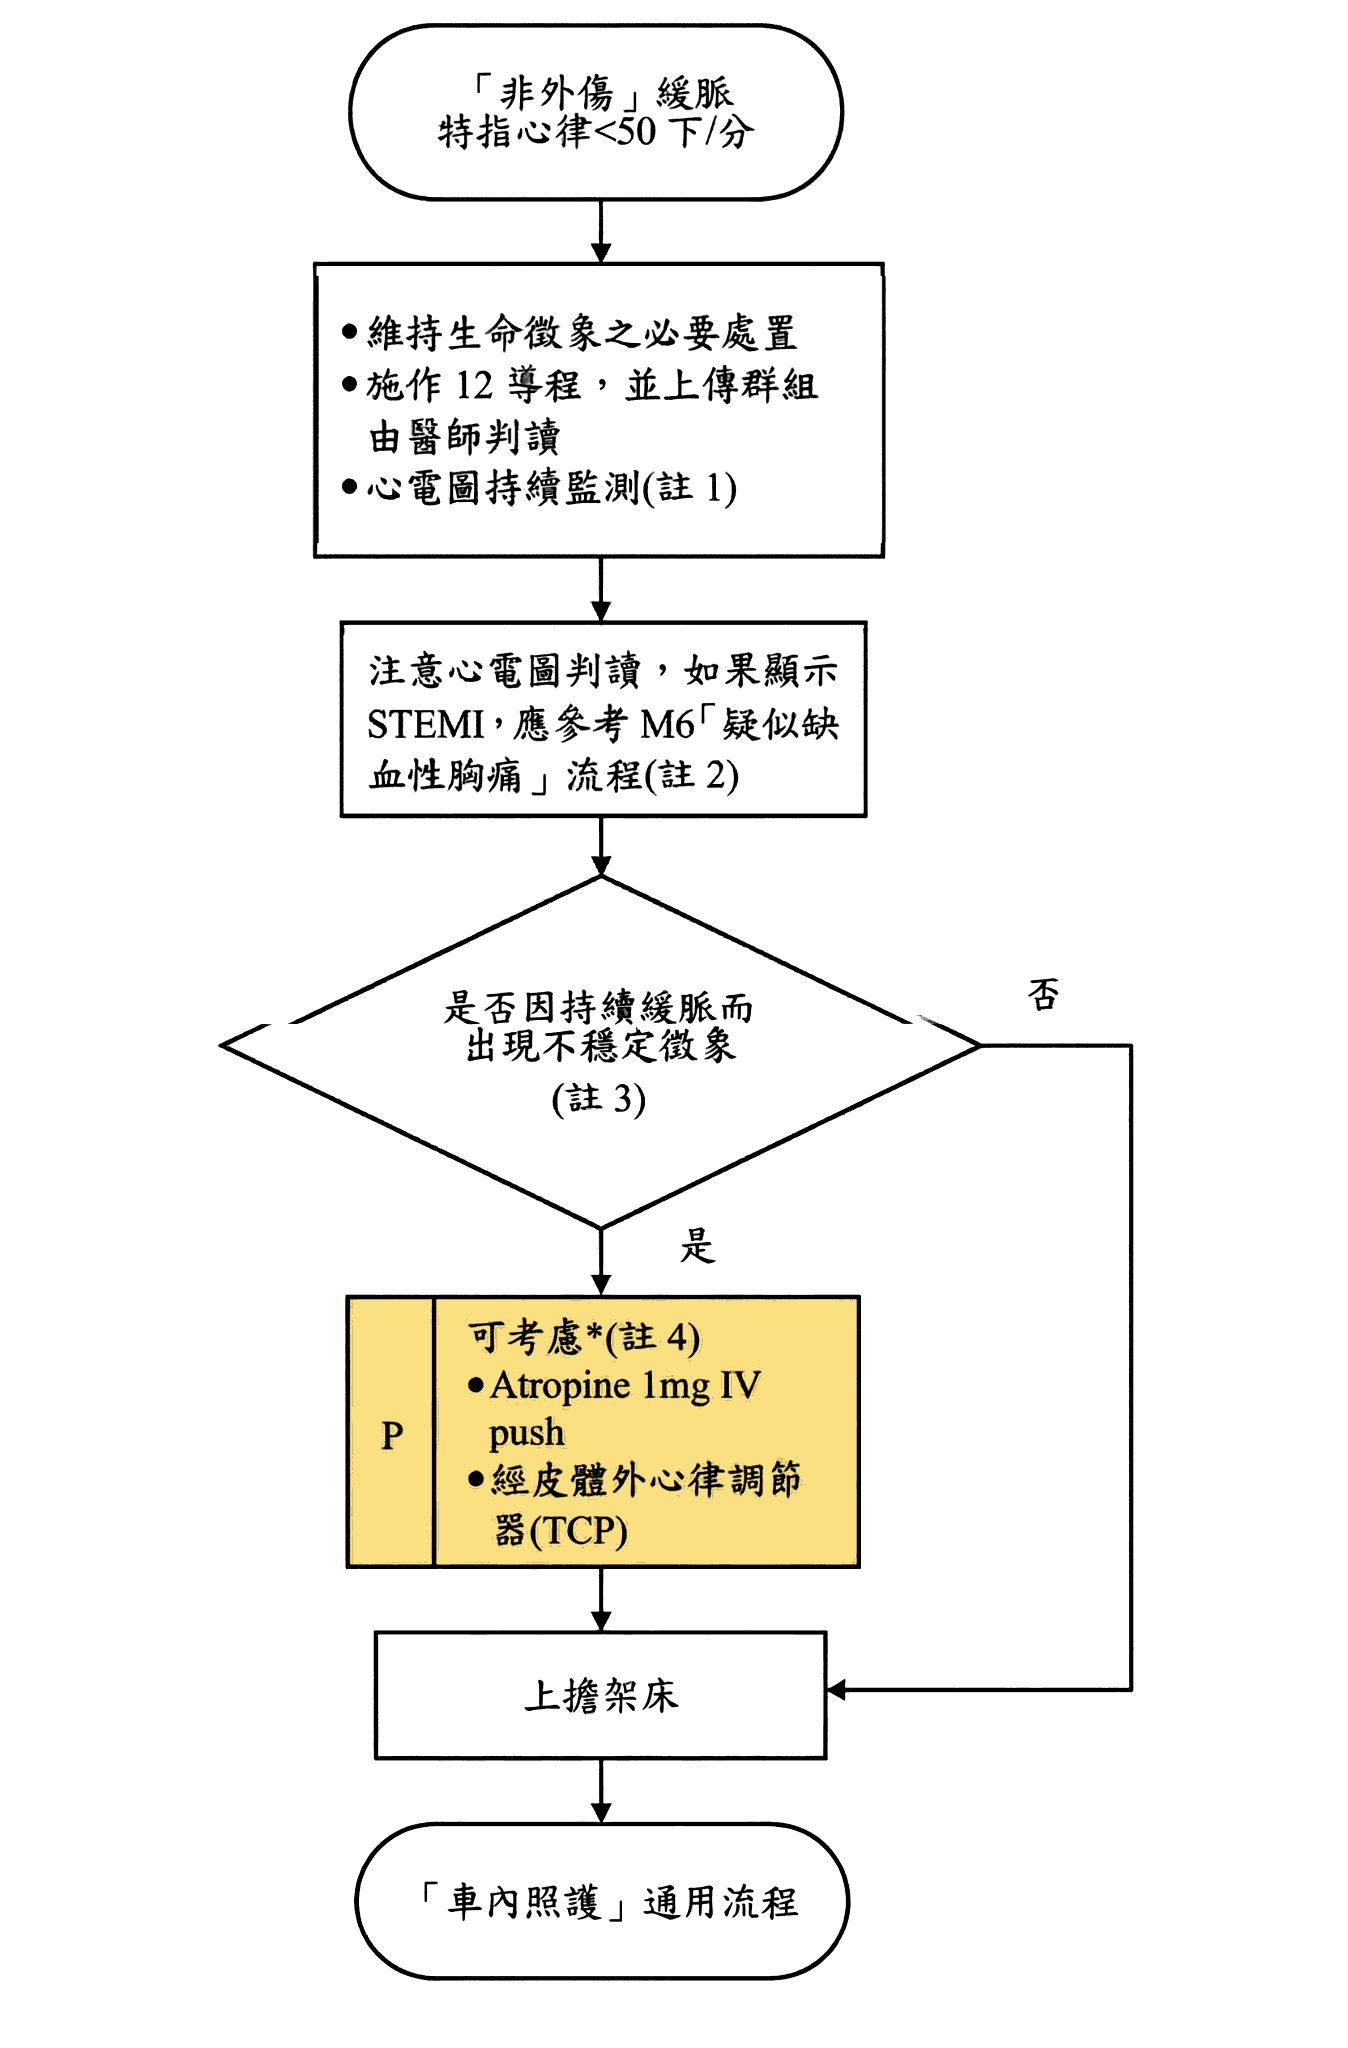 「非外傷」緩脈
特指心律<50 下/分
●維持生命徵象之必要處置
●施作 12 導程，並上傳群組
由醫師判讀
●心電圖持續監測(註 1)
注意心電圖判讀，如果顯示
STEMI，應參考 M6「疑似缺
血性胸痛」流程(註 2)
是否因持續緩脈而
出現不穩定徵象
(註 3)
否
是
P
可考慮*(註 4)
●Atropine 1mg IV
push
●經皮體外心律調節
器(TCP)
上擔架床
「車內照護」通用流程